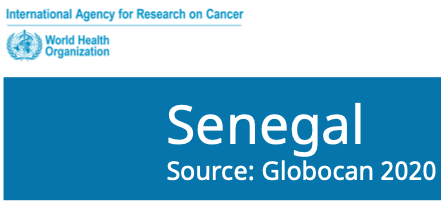 International Agency for Research on Cancer
World Health
Organization
Senegal
Source: Globocan 2020